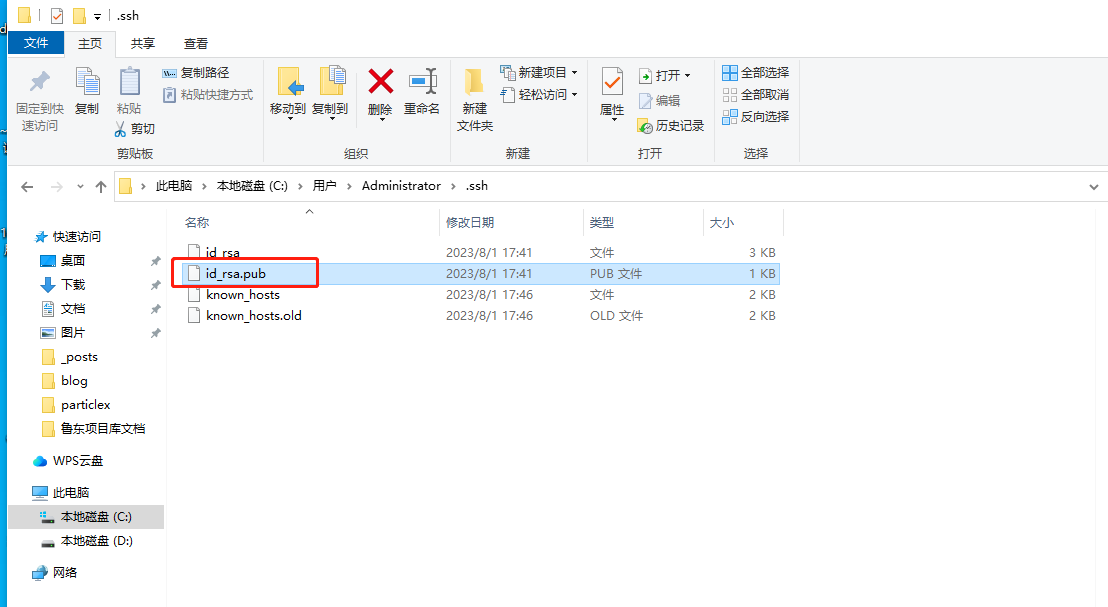 .ssh
文件 主页 共享 查看
固定到快速访问
复制
粘贴
复制路径
粘贴快捷方式
剪切
剪贴板
移动到
复制到
删除
重命名
组织
新建文件夹
新建项目
轻松访问
新建
属性
打开
编辑
历史记录
打开
全部选择
全部取消
反向选择
选择
此电脑 › 本地磁盘 (C:) › 用户 › Administrator › .ssh
快速访问
桌面
下载
文档
图片
_posts
blog
particlex
鲁东项目库文档
WPS云盘
此电脑
本地磁盘 (C:)
本地磁盘 (D:)
网络
名称 修改日期 类型 大小
id_rsa 2023/8/1 17:41 文件 3 KB
id_rsa.pub 2023/8/1 17:41 PUB 文件 1 KB
known_hosts 2023/8/1 17:46 文件 2 KB
known_hosts.old 2023/8/1 17:46 OLD 文件 2 KB